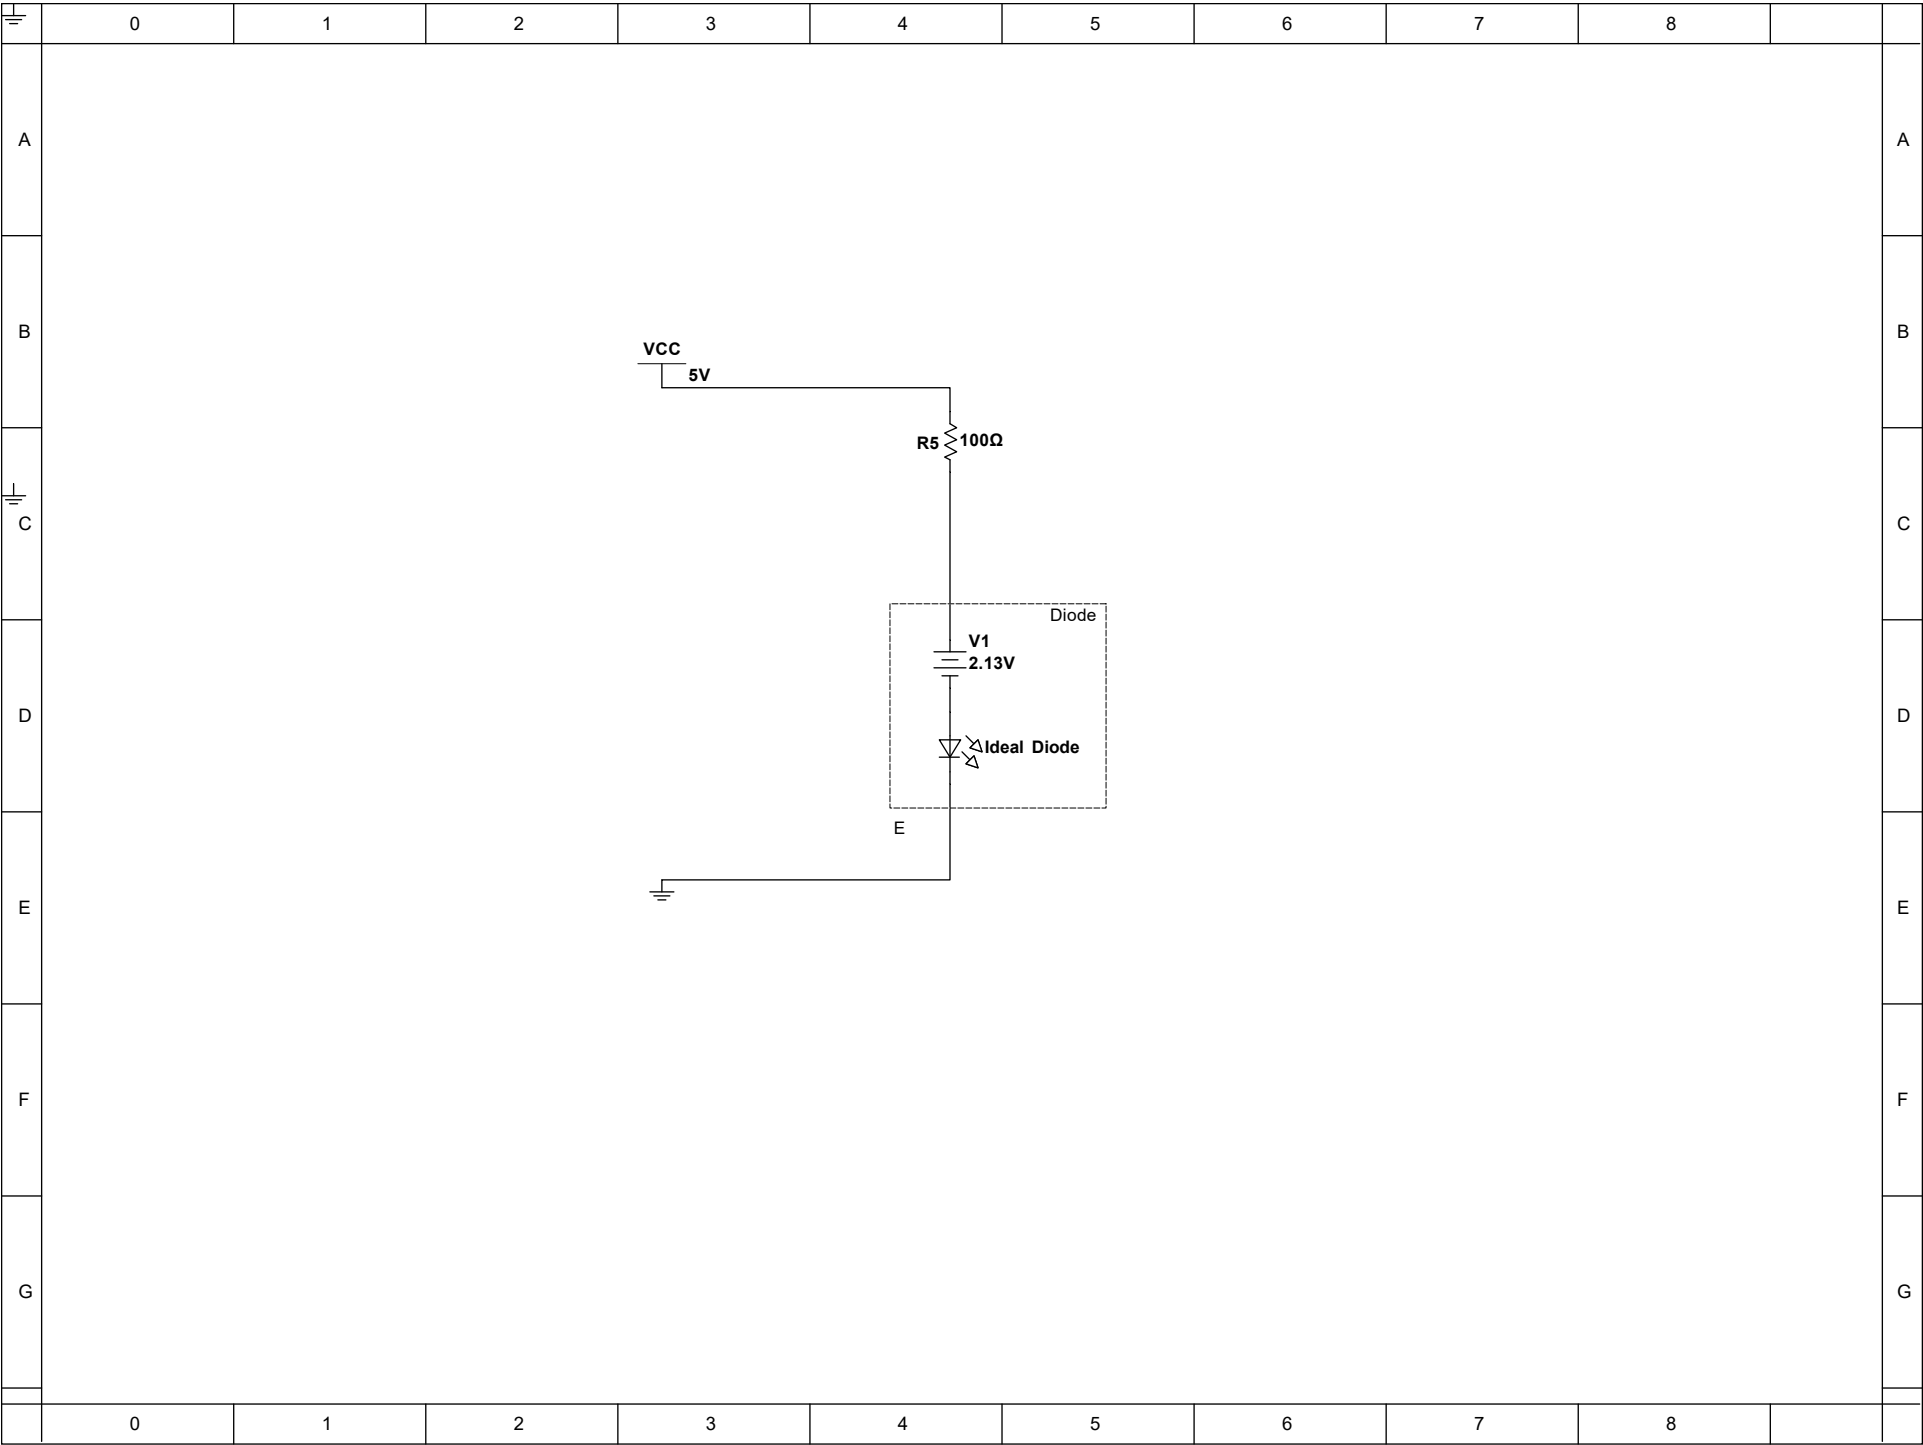 0 1 2 3 4 5 6 7 8
A A
B B
VCC
5V
R5 100Ω
C C
Diode
V1
2.13V
D D
Ideal Diode
E
E E
F F
G G
0 1 2 3 4 5 6 7 8